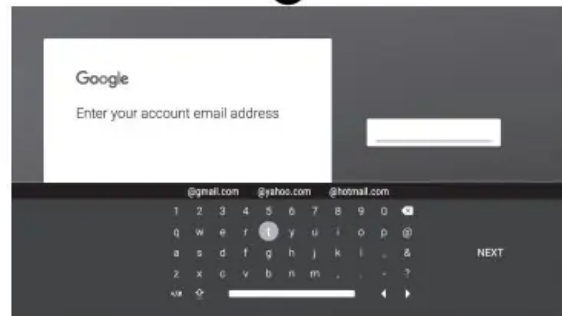 Google
Enter your account email address
@gmail.com @yahoo.com @hotmail.com
1 2 3 4 5 6 7 8 9 0
q w e r t y u i o p @
a s d f g h j k l _ &
z x c v b n m , . - ?
NEXT